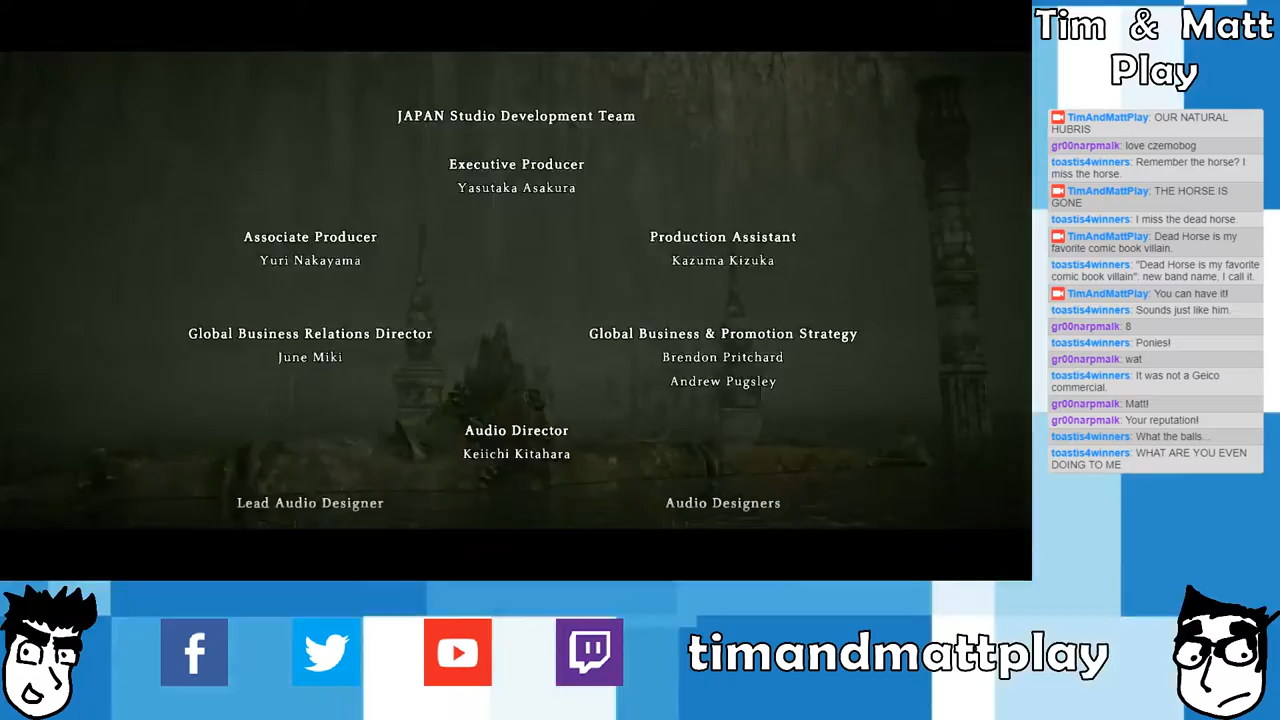 JAPAN Studio Development Team
Executive Producer
Yasutaka Asakura
Associate Producer
Yuri Nakayama
Production Assistant
Kazuma Kizuka
Global Business Relations Director
June Miki
Global Business & Promotion Strategy
Brendon Pritchard
Andrew Pugsley
Audio Director
Keiichi Kitahara
Lead Audio Designer
Audio Designers
Tim & Matt
Play
TimAndMattPlay: OUR NATURAL
HUBRIS
gr00narpmalk: love czernobog
toastis4winners: Remember the horse? I
miss the horse.
TimAndMattPlay: THE HORSE IS
GONE
toastis4winners: I miss the dead horse.
TimAndMattPlay: Dead Horse is my
favorite comic book villain.
toastis4winners: "Dead Horse is my favorite
comic book villain": new band name, I call it.
TimAndMattPlay: You can have it!
toastis4winners: Sounds just like him.
gr00narpmalk: 8
toastis4winners: Ponies!
gr00narpmalk: wat
toastis4winners: It was not a Geico
commercial.
gr00narpmalk: Matt!
gr00narpmalk: Your reputation!
toastis4winners: What the balls...
toastis4winners: WHAT ARE YOU EVEN
DOING TO ME
timandmattplay